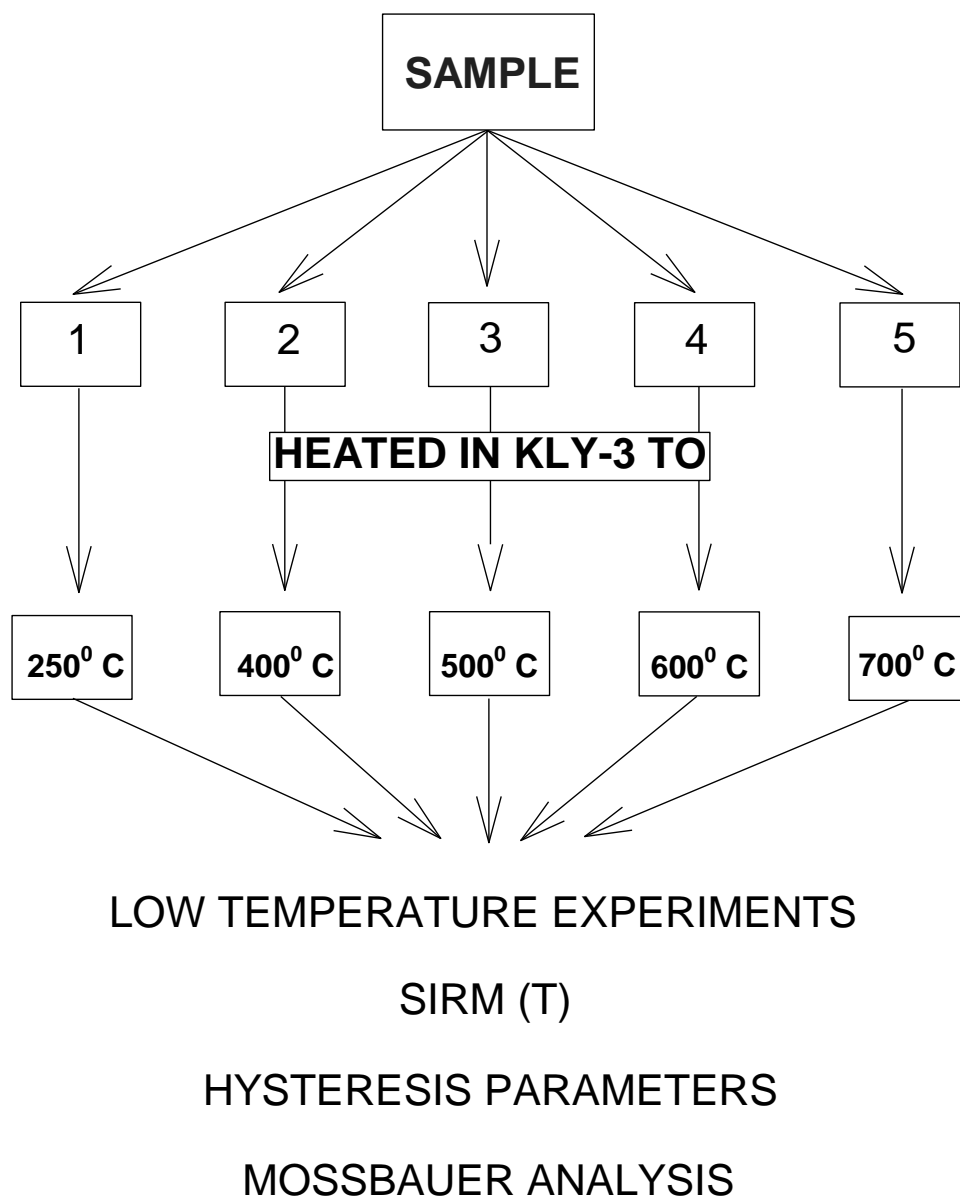 SAMPLE
1 2 3 4 5
HEATED IN KLY-3 TO
250⁰ C 400⁰ C 500⁰ C 600⁰ C 700⁰ C
LOW TEMPERATURE EXPERIMENTS
SIRM (T)
HYSTERESIS PARAMETERS
MOSSBAUER ANALYSIS